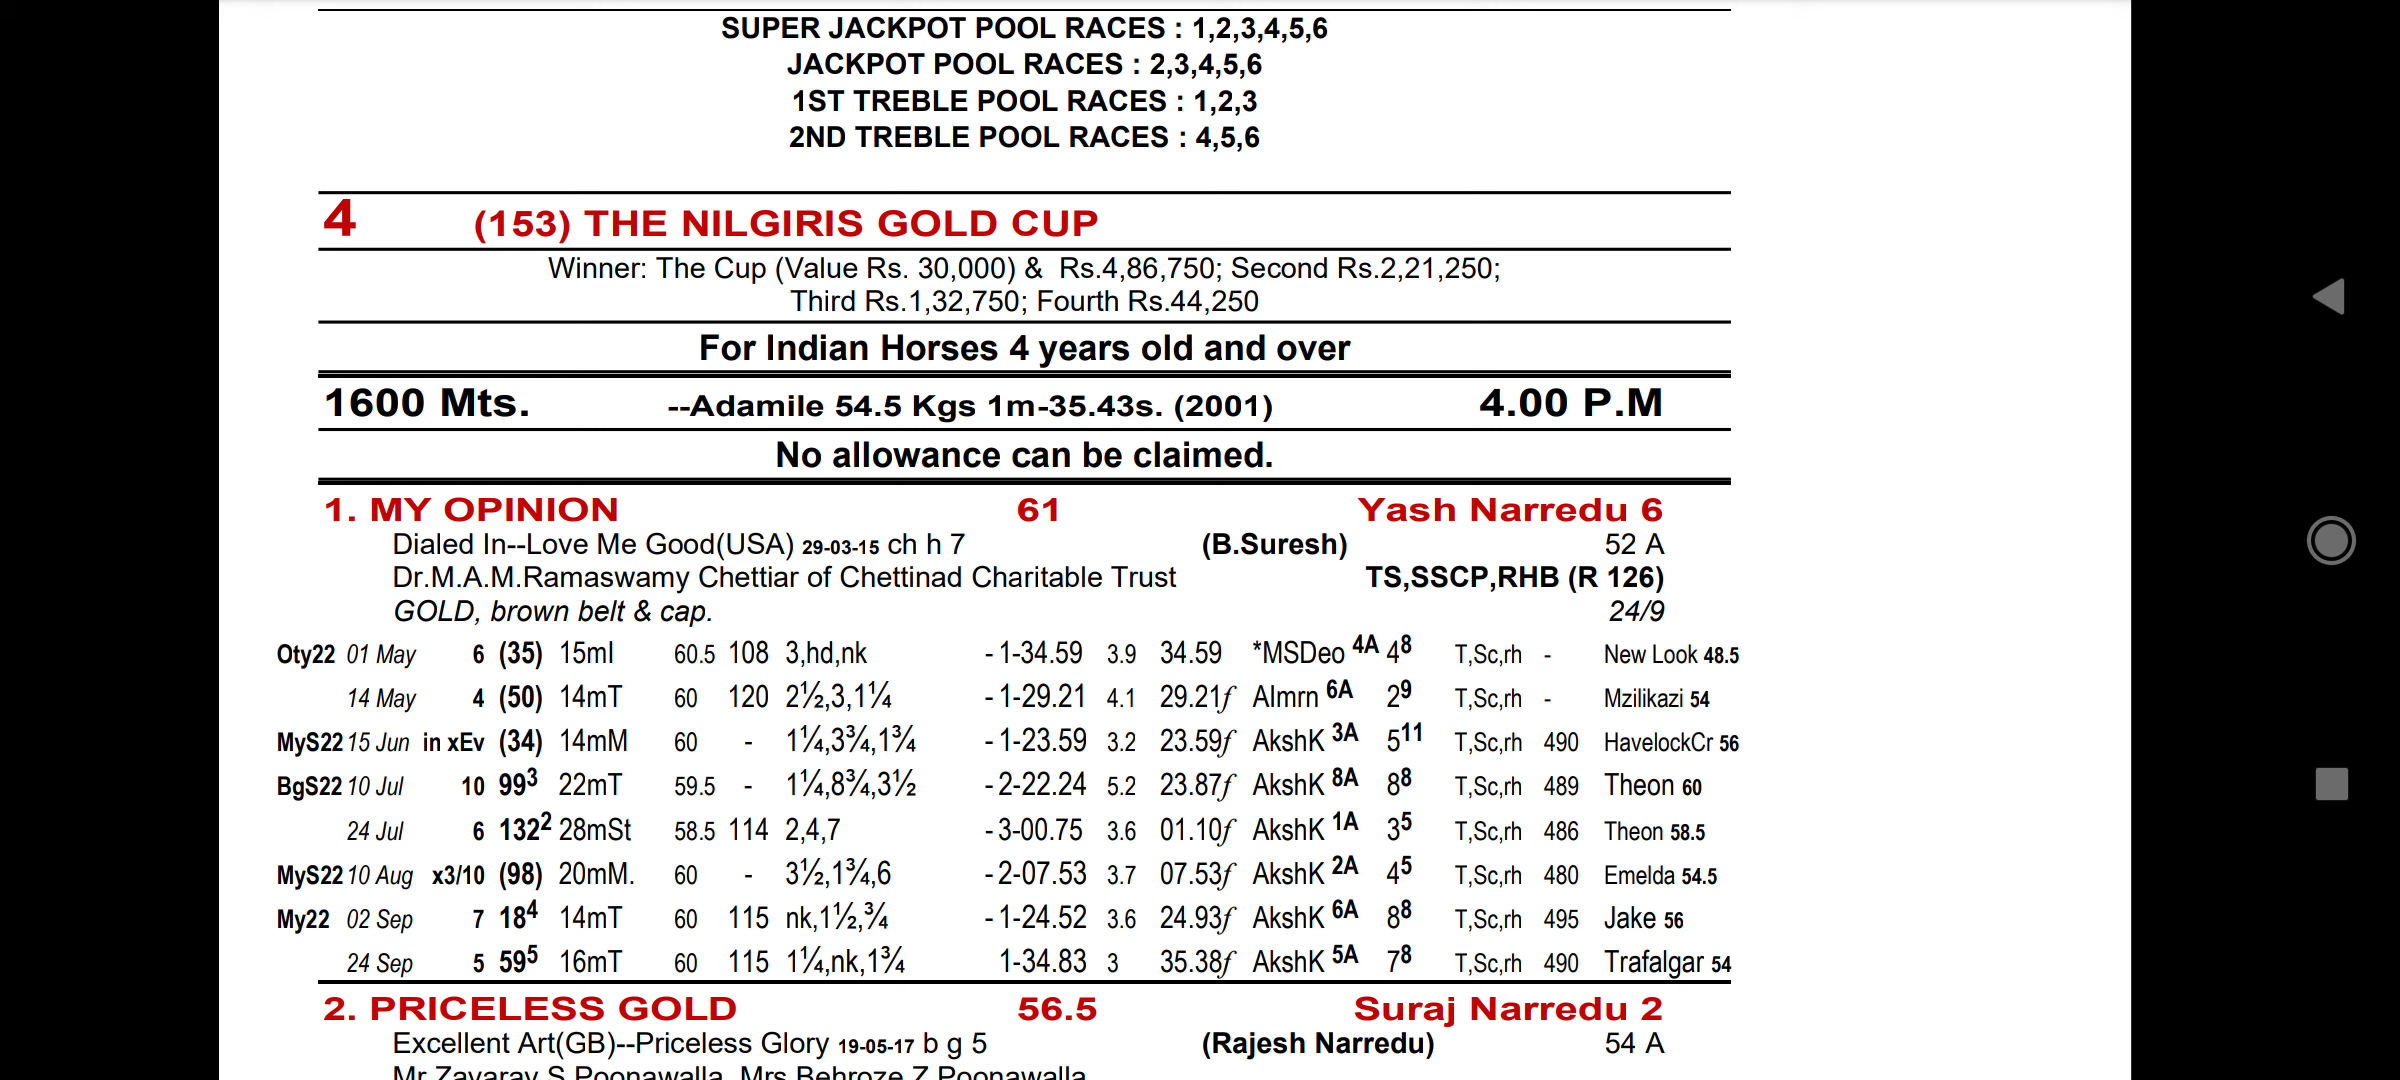 SUPER JACKPOT POOL RACES : 1,2,3,4,5,6
JACKPOT POOL RACES : 2,3,4,5,6
1ST TREBLE POOL RACES : 1,2,3
2ND TREBLE POOL RACES : 4,5,6
4 (153) THE NILGIRIS GOLD CUP
Winner: The Cup (Value Rs. 30,000) & Rs.4,86,750; Second Rs.2,21,250;
Third Rs.1,32,750; Fourth Rs.44,250
For Indian Horses 4 years old and over
1600 Mts. --Adamile 54.5 Kgs 1m-35.43s. (2001) 4.00 P.M
No allowance can be claimed.
1. MY OPINION 61 Yash Narredu 6
Dialed In--Love Me Good(USA) 29-03-15 ch h 7 (B.Suresh) 52 A
Dr.M.A.M.Ramaswamy Chettiar of Chettinad Charitable Trust TS,SSCP,RHB (R 126)
GOLD, brown belt & cap. 24/9
Oty22 01 May 6 (35) 15ml 60.5 108 3,hd,nk - 1-34.59 3.9 34.59 *MSDeo 4A 4⁸ T,Sc,rh - New Look 48.5
14 May 4 (50) 14mT 60 120 2½,3,1¼ - 1-29.21 4.1 29.21ƒ Almrn 6A 2⁹ T,Sc,rh - Mzilikazi 54
MyS22 15 Jun in xEv (34) 14mM 60 - 1¼,3¾,1¾ - 1-23.59 3.2 23.59ƒ AkshK 3A 5¹¹ T,Sc,rh 490 HavelockCr 56
BgS22 10 Jul 10 99³ 22mT 59.5 - 1¼,8¾,3½ - 2-22.24 5.2 23.87ƒ AkshK 8A 8⁸ T,Sc,rh 489 Theon 60
24 Jul 6 132² 28mSt 58.5 114 2,4,7 - 3-00.75 3.6 01.10ƒ AkshK 1A 3⁵ T,Sc,rh 486 Theon 58.5
MyS22 10 Aug x3/10 (98) 20mM. 60 - 3½,1¾,6 - 2-07.53 3.7 07.53ƒ AkshK 2A 4⁵ T,Sc,rh 480 Emelda 54.5
My22 02 Sep 7 18⁴ 14mT 60 115 nk,1½,¾ - 1-24.52 3.6 24.93ƒ AkshK 6A 8⁸ T,Sc,rh 495 Jake 56
24 Sep 5 59⁵ 16mT 60 115 1¼,nk,1¾ 1-34.83 3 35.38ƒ AkshK 5A 7⁸ T,Sc,rh 490 Trafalgar 54
2. PRICELESS GOLD 56.5 Suraj Narredu 2
Excellent Art(GB)--Priceless Glory 19-05-17 b g 5 (Rajesh Narredu) 54 A
Mr Zavaray S Poonawalla, Mrs Behroze Z Poonawalla